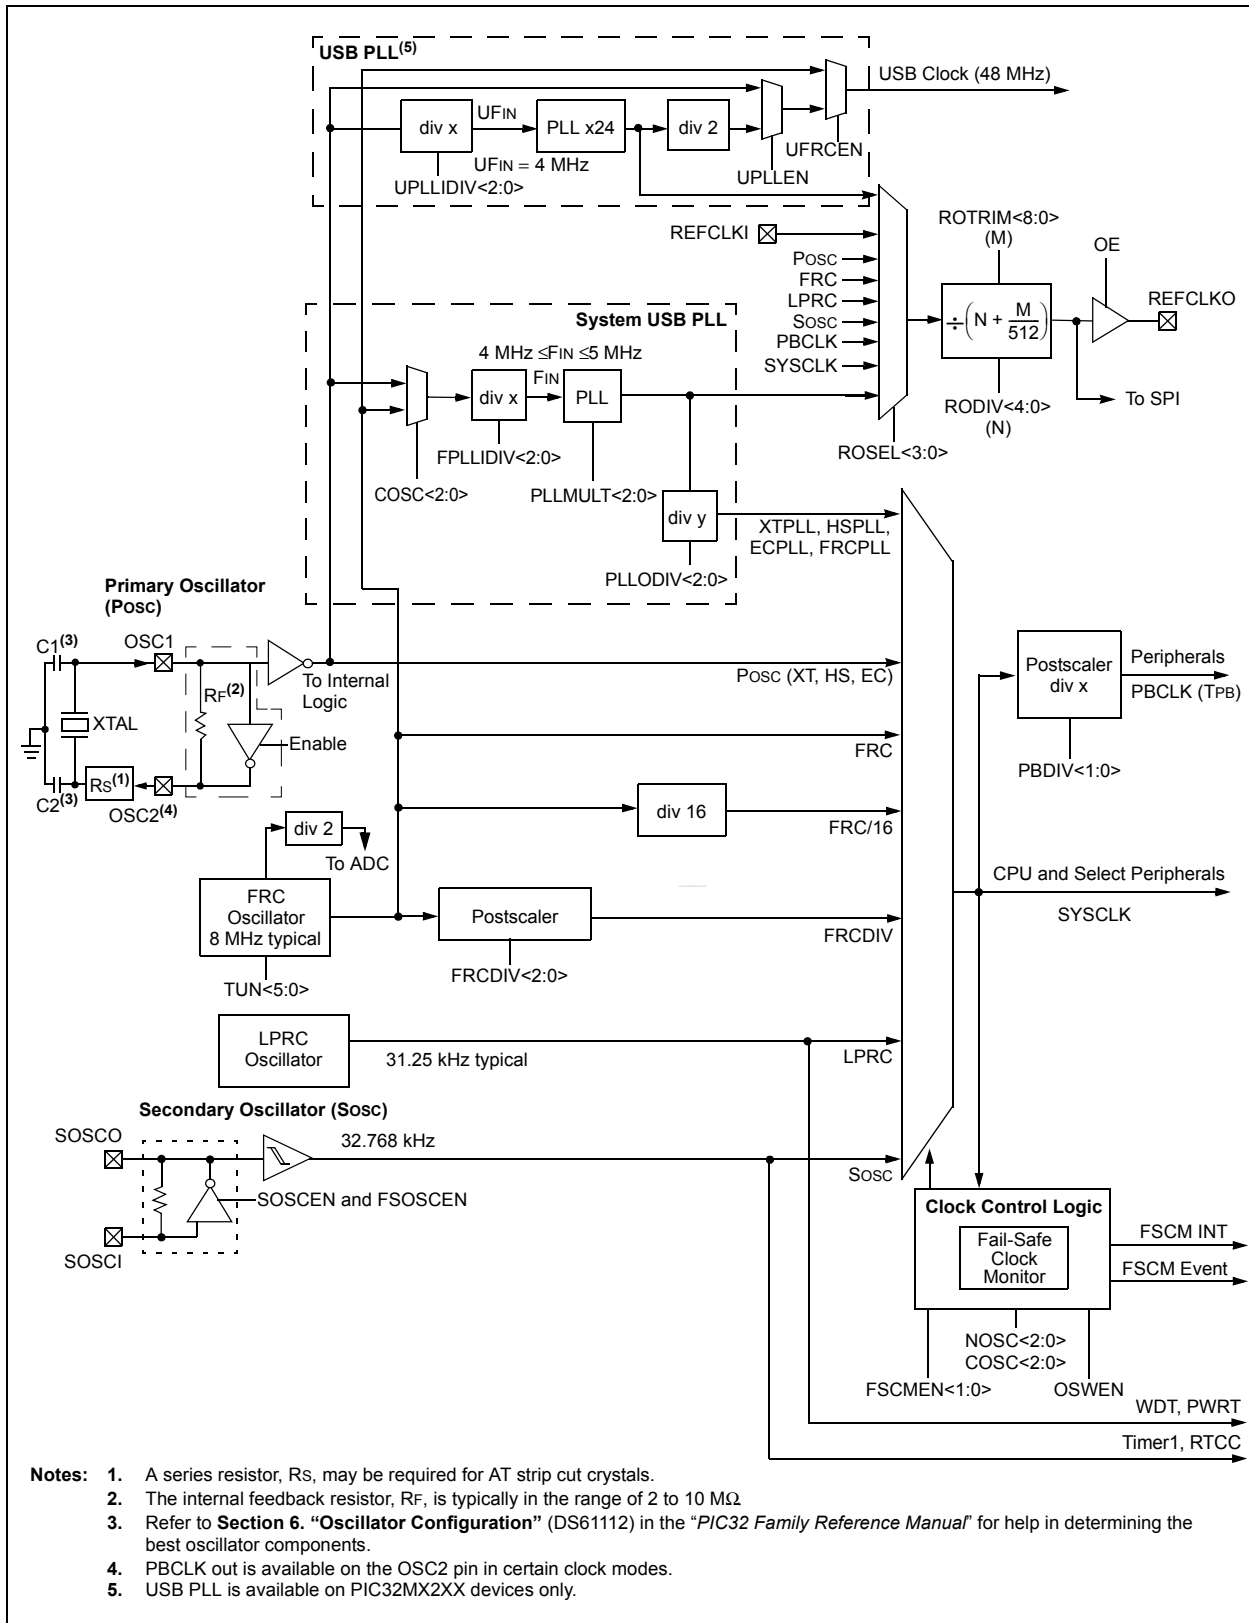 USB PLL(5)
USB Clock (48 MHz)
div x
UFIN
PLL x24
div 2
UFIN = 4 MHz
UFRCEN
UPLLEN
UPLLIDIV<2:0>
REFCLKI
POSC
FRC
LPRC
SOSC
PBCLK
SYSCLK
ROTRIM<8:0>
(M)
OE
REFCLKO
÷(N + M/512)
To SPI
RODIV<4:0>
(N)
ROSEL<3:0>
System USB PLL
4 MHz ≤FIN ≤5 MHz
FIN
div x
PLL
FPLLIDIV<2:0>
COSC<2:0>
PLLMULT<2:0>
div y
XTPLL, HSPLL,
ECPLL, FRCPLL
PLLODIV<2:0>
Primary Oscillator
(POSC)
C1(3)
OSC1
RF(2)
To Internal
Logic
XTAL
Enable
RS(1)
C2(3)
OSC2(4)
POSC (XT, HS, EC)
Postscaler
div x
Peripherals
PBCLK (TPB)
PBDIV<1:0>
FRC
div 16
FRC/16
div 2
To ADC
FRC
Oscillator
8 MHz typical
TUN<5:0>
Postscaler
FRCDIV
FRCDIV<2:0>
CPU and Select Peripherals
SYSCLK
LPRC
Oscillator
31.25 kHz typical
LPRC
Secondary Oscillator (SOSC)
SOSCO
32.768 kHz
SOSC
SOSCEN and FSOSCEN
SOSCI
Clock Control Logic
Fail-Safe
Clock
Monitor
FSCM INT
FSCM Event
NOSC<2:0>
COSC<2:0>
FSCMEN<1:0>
OSWEN
WDT, PWRT
Timer1, RTCC
Notes: 1. A series resistor, RS, may be required for AT strip cut crystals.
2. The internal feedback resistor, RF, is typically in the range of 2 to 10 MΩ
3. Refer to Section 6. “Oscillator Configuration” (DS61112) in the “PIC32 Family Reference Manual” for help in determining the
best oscillator components.
4. PBCLK out is available on the OSC2 pin in certain clock modes.
5. USB PLL is available on PIC32MX2XX devices only.